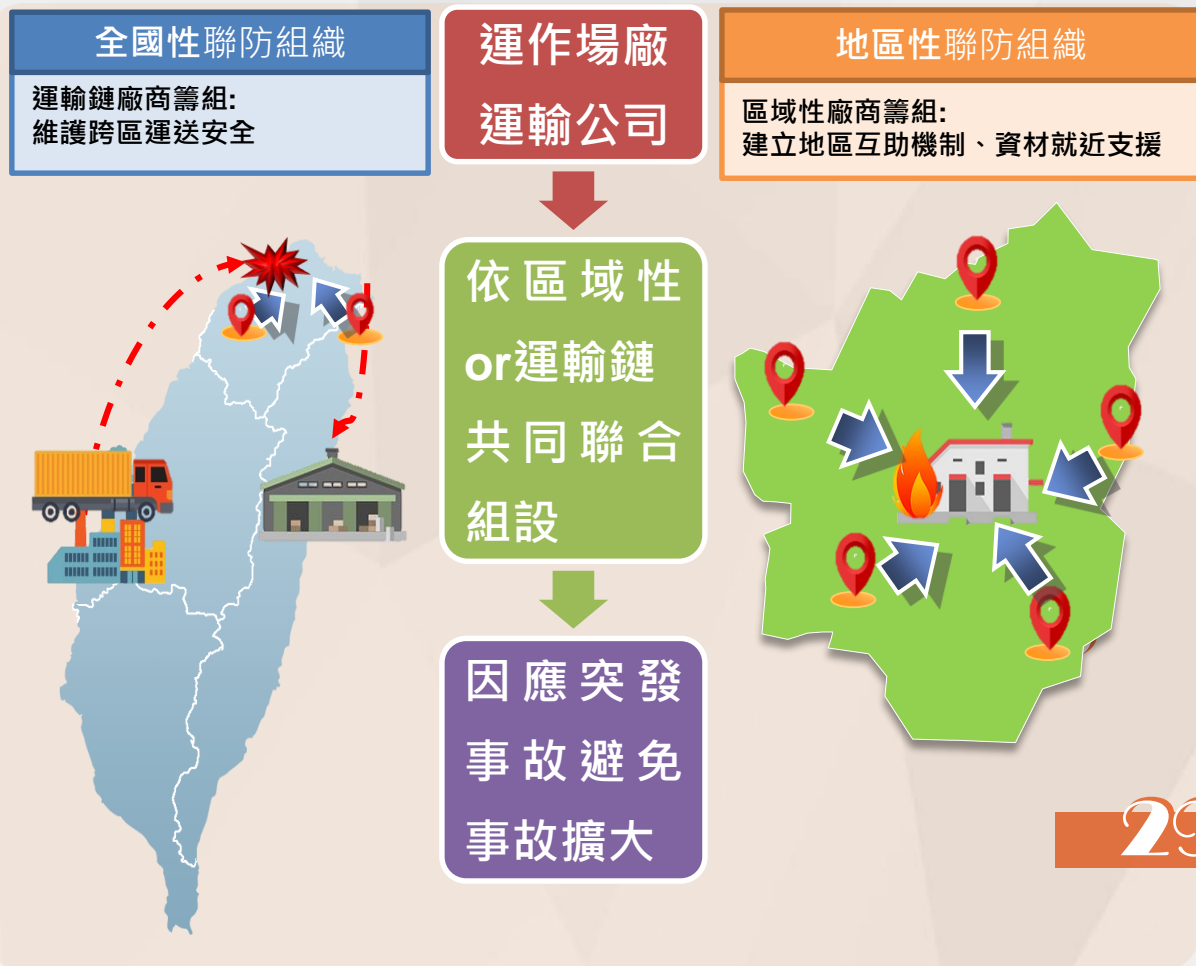 全國性聯防組織
運輸鏈廠商籌組:
維護跨區運送安全
運作場廠
運輸公司
依區域性
or運輸鏈
共同聯合
組設
因應突發
事故避免
事故擴大
地區性聯防組織
區域性廠商籌組:
建立地區互助機制、資材就近支援
29